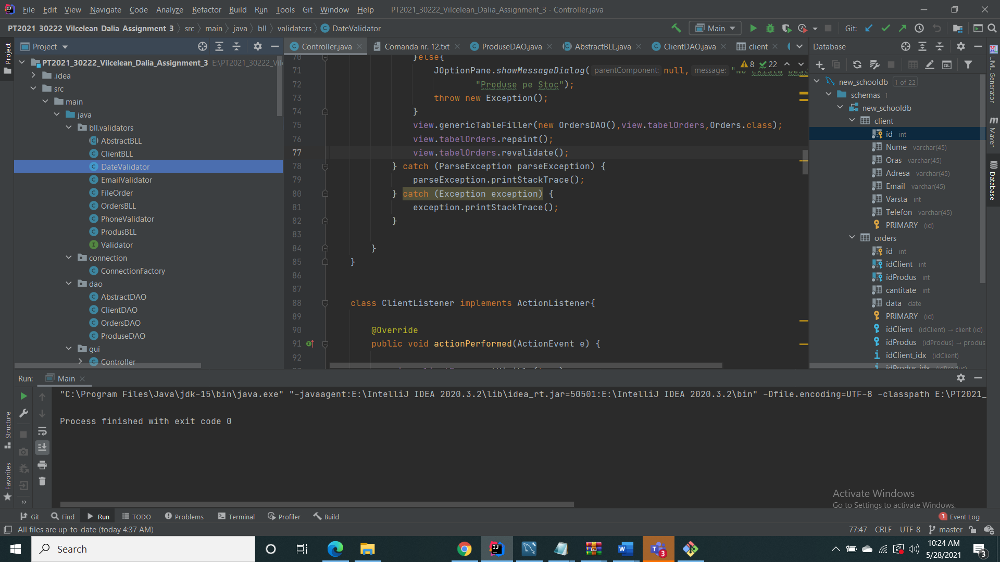 File Edit View Navigate Code Analyze Refactor Build Run Tools Git Window Help PT2021_30222_Vilcelean_Dalia_Assignment_3 - Controller.java
PT2021_30222_Vilcelean_Dalia_Assignment_3 src main java bll validators DateValidator
Main
Git:
Project
Controller.java
Comanda nr. 12.txt
ProduseDAO.java
AbstractBLL.java
ClientDAO.java
client
Database
PT2021_30222_Vilcelean_Dalia_Assignment_3 E:\PT2021_30222_Vil
.idea
src
main
java
bll.validators
AbstractBLL
ClientBLL
DateValidator
EmailValidator
FileOrder
OrdersBLL
PhoneValidator
ProdusBLL
Validator
connection
ConnectionFactory
dao
AbstractDAO
ClientDAO
OrdersDAO
ProduseDAO
gui
Controller
8 22
70 }else{
71 JOptionPane.showMessageDialog( parentComponent: null, message: "No Exista Dest
72 "Produse pe Stoc");
73 throw new Exception();
74 }
75 view.genericTableFiller(new OrdersDAO(),view.tabelOrders,Orders.class);
76 view.tabelOrders.repaint();
77 view.tabelOrders.revalidate();
78 } catch (ParseException parseException) {
79 parseException.printStackTrace();
80 } catch (Exception exception) {
81 exception.printStackTrace();
82 }
83
84 }
85 }
86
87
88 class ClientListener implements ActionListener{
89
90 @Override
91 public void actionPerformed(ActionEvent e) {
92
new_schooldb 1 of 22
schemas 1
new_schooldb
client
id int
Nume varchar(45)
Oras varchar(45)
Adresa varchar(45)
Email varchar(45)
Varsta int
Telefon varchar(45)
PRIMARY (id)
orders
id int
idClient int
idProdus int
cantitate int
data date
PRIMARY (id)
idClient (idClient) → client (id)
idProdus (idProdus) → produs
idClient_idx (idClient)
idProdus_idx (idProdus)
Project
Structure
Favorites
UML Generator
Maven
Database
Run: Main
"C:\Program Files\Java\jdk-15\bin\java.exe" "-javaagent:E:\IntelliJ IDEA 2020.3.2\lib\idea_rt.jar=50501:E:\IntelliJ IDEA 2020.3.2\bin" -Dfile.encoding=UTF-8 -classpath E:\PT2021_
Process finished with exit code 0
Activate Windows
Go to Settings to activate Windows.
Git Find Run TODO Problems Terminal Profiler Build 3 Event Log
All files are up-to-date (today 4:37 AM) 77:47 CRLF UTF-8 master
Search
3
10:24 AM
5/28/2021
3